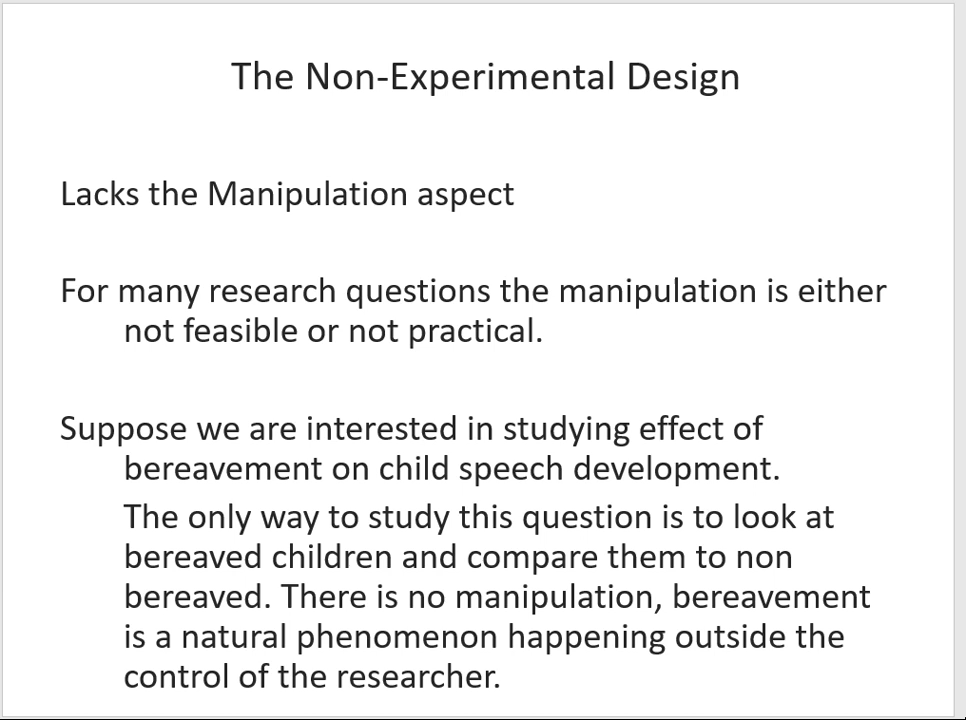 The Non-Experimental Design
Lacks the Manipulation aspect
For many research questions the manipulation is either
not feasible or not practical.
Suppose we are interested in studying effect of
bereavement on child speech development.
The only way to study this question is to look at
bereaved children and compare them to non
bereaved. There is no manipulation, bereavement
is a natural phenomenon happening outside the
control of the researcher.